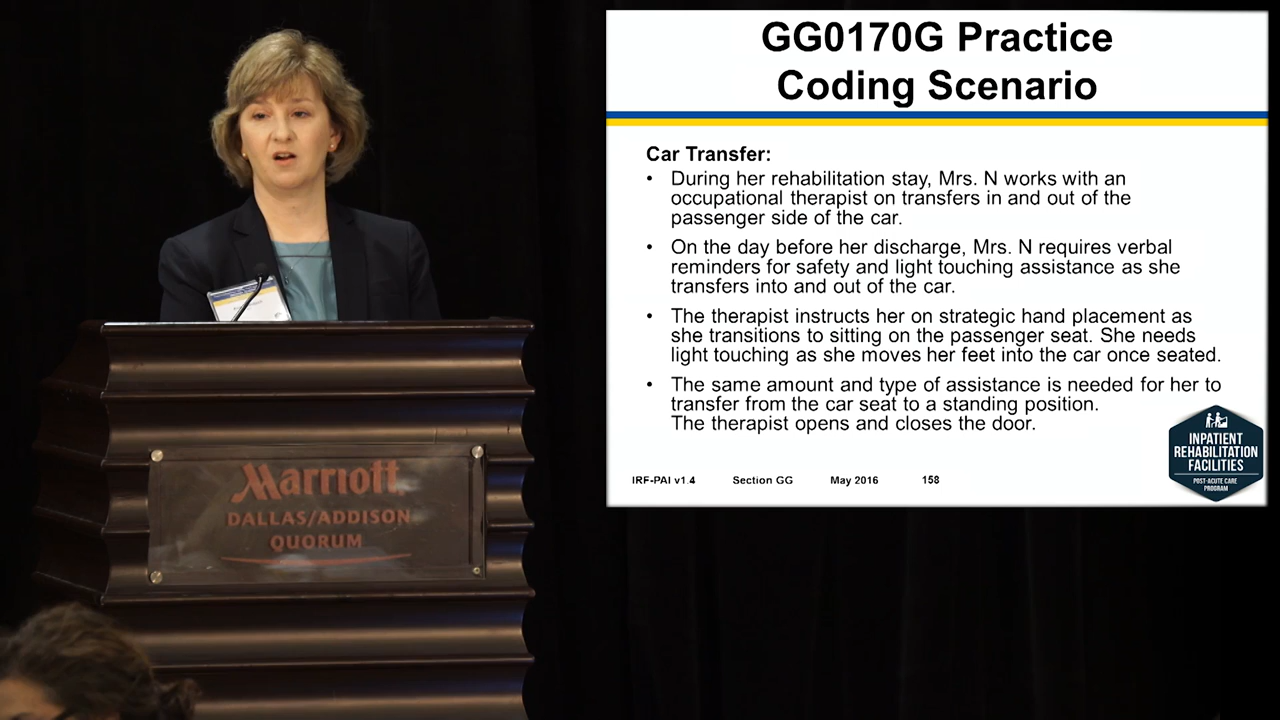 GG0170G Practice
Coding Scenario
Car Transfer:
• During her rehabilitation stay, Mrs. N works with an
occupational therapist on transfers in and out of the
passenger side of the car.
• On the day before her discharge, Mrs. N requires verbal
reminders for safety and light touching assistance as she
transfers into and out of the car.
• The therapist instructs her on strategic hand placement as
she transitions to sitting on the passenger seat. She needs
light touching as she moves her feet into the car once seated.
• The same amount and type of assistance is needed for her to
transfer from the car seat to a standing position.
The therapist opens and closes the door.
INPATIENT
REHABILITATION
FACILITIES
POST-ACUTE CARE
PROGRAM
IRF-PAI v1.4 Section GG May 2016 158
Marriott
DALLAS/ADDISON
QUORUM